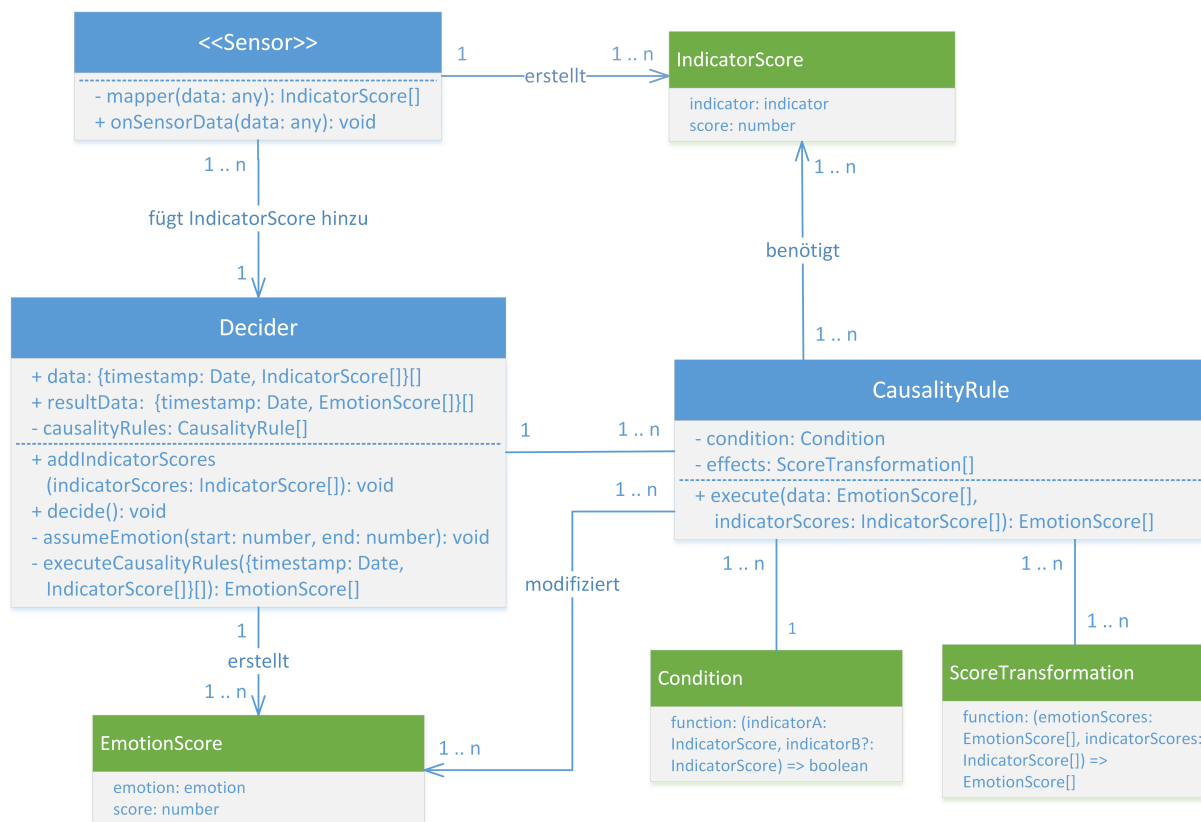 <<Sensor>>
- mapper(data: any): IndicatorScore[]
+ onSensorData(data: any): void
1
1 .. n
erstellt
IndicatorScore
indicator: indicator
score: number
1 .. n
fügt IndicatorScore hinzu
1
1 .. n
benötigt
1 .. n
Decider
+ data: {timestamp: Date, IndicatorScore[]}[]
+ resultData: {timestamp: Date, EmotionScore[]}[]
- causalityRules: CausalityRule[]
+ addIndicatorScores
(indicatorScores: IndicatorScore[]): void
+ decide(): void
- assumeEmotion(start: number, end: number): void
- executeCausalityRules({timestamp: Date,
IndicatorScore[]}[]): EmotionScore[]
1
1 .. n
CausalityRule
- condition: Condition
- effects: ScoreTransformation[]
+ execute(data: EmotionScore[],
indicatorScores: IndicatorScore[]): EmotionScore[]
1 .. n
modifiziert
1 .. n
1
erstellt
1 .. n
1 .. n
1
1 .. n
1 .. n
EmotionScore
emotion: emotion
score: number
Condition
function: (indicatorA:
IndicatorScore, indicatorB?:
IndicatorScore) => boolean
ScoreTransformation
function: (emotionScores:
EmotionScore[], indicatorScores:
IndicatorScore[]) =>
EmotionScore[]